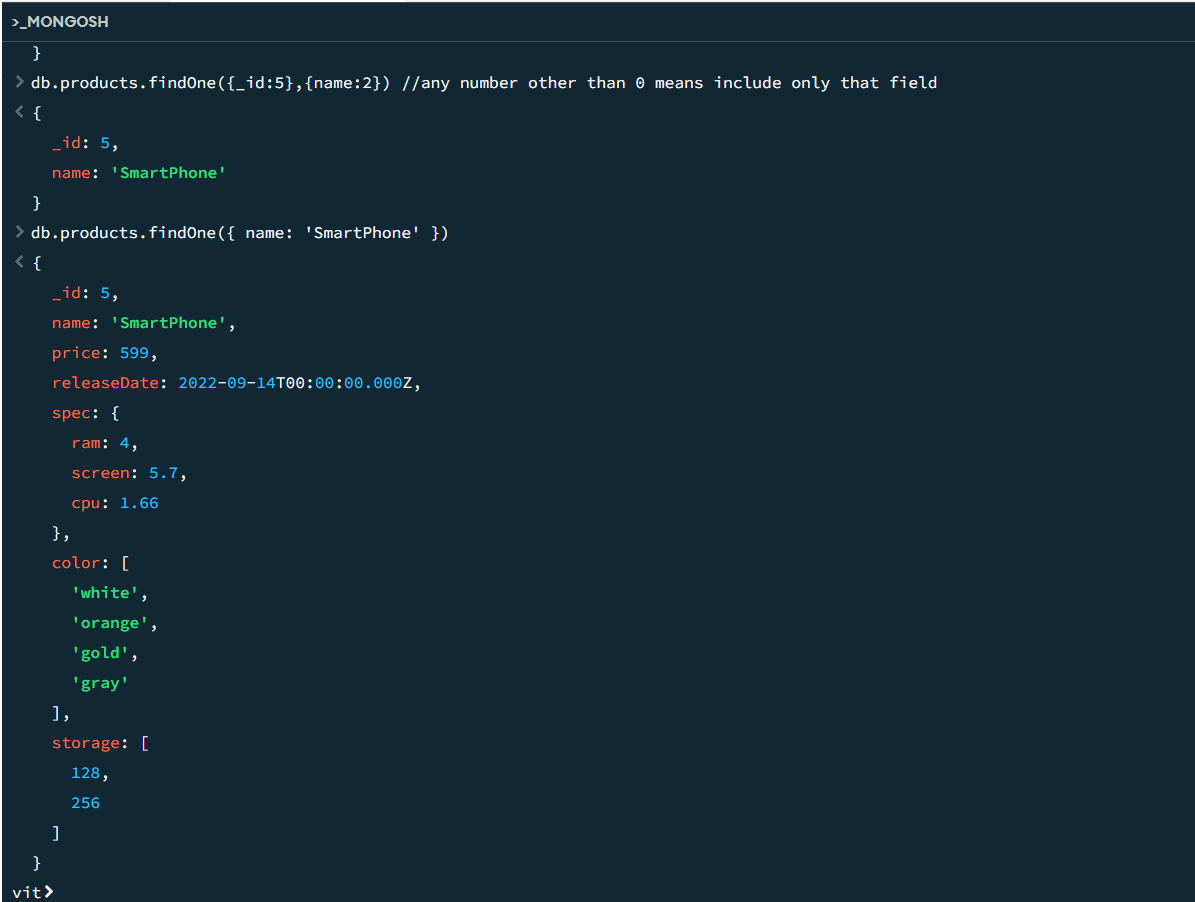 >_MONGOSH
}
> db.products.findOne({_id:5},{name:2}) //any number other than 0 means include only that field
< {
_id: 5,
name: 'SmartPhone'
}
> db.products.findOne({ name: 'SmartPhone' })
< {
_id: 5,
name: 'SmartPhone',
price: 599,
releaseDate: 2022-09-14T00:00:00.000Z,
spec: {
ram: 4,
screen: 5.7,
cpu: 1.66
},
color: [
'white',
'orange',
'gold',
'gray'
],
storage: [
128,
256
]
}
vit>